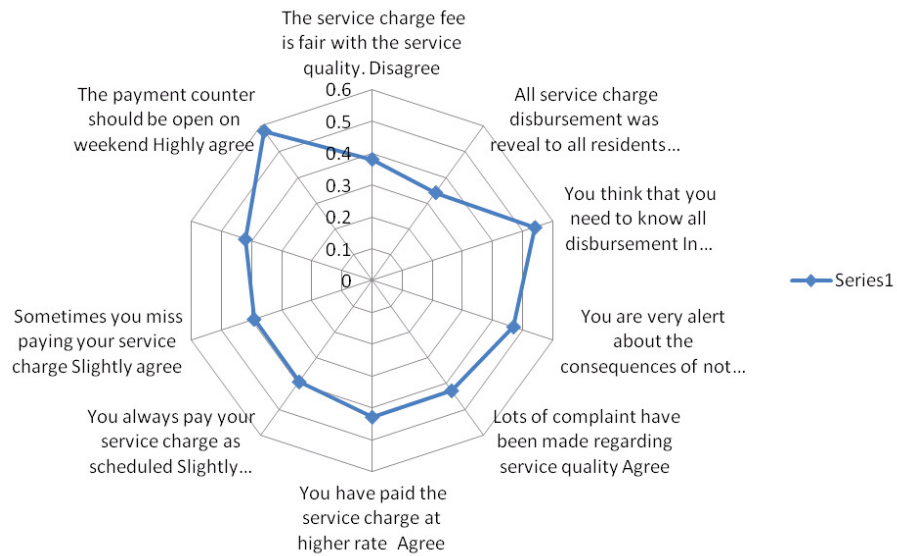 The service charge fee
is fair with the service
quality. Disagree
The payment counter
should be open on
weekend Highly agree
All service charge
disbursement was
reveal to all residents...
You think that you
need to know all
disbursement In...
You are very alert
about the
consequences of not...
Lots of complaint have
been made regarding
service quality Agree
You have paid the
service charge at
higher rate Agree
You always pay your
service charge as
scheduled Slightly...
Sometimes you miss
paying your service
charge Slightly agree
0.6
0.5
0.4
0.3
0.2
0.1
0
Series1